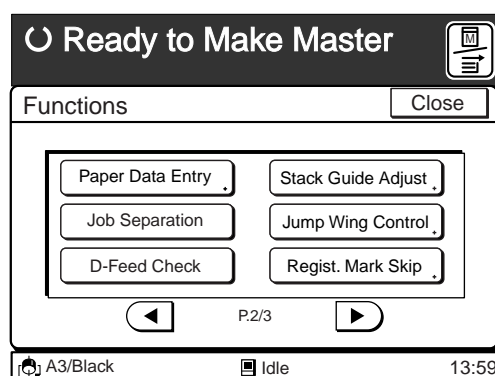 Ready to Make Master
M
Functions
Close
Paper Data Entry
Stack Guide Adjust
Job Separation
Jump Wing Control
D-Feed Check
Regist. Mark Skip
P.2/3
A3/Black
Idle
13:59